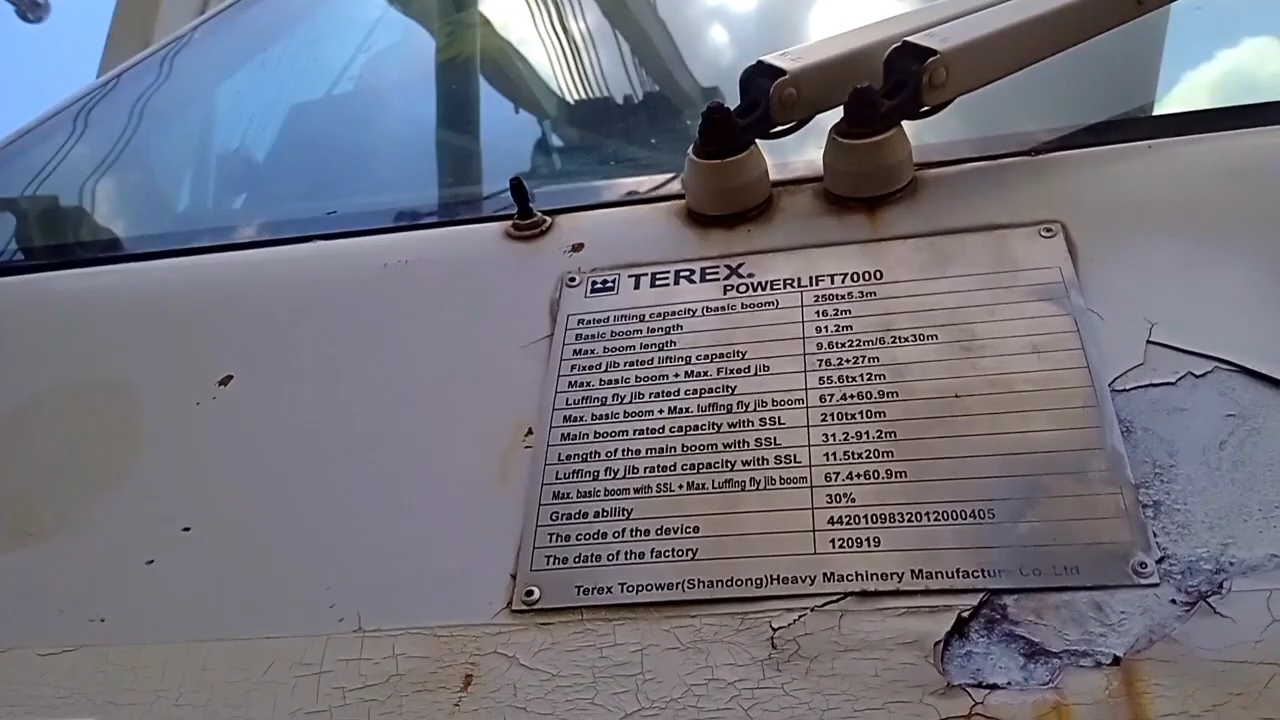 TEREX®
POWERLIFT7000
Rated lifting capacity (basic boom) 250tx5.3m
Basic boom length 16.2m
Max. boom length 91.2m
Fixed jib rated lifting capacity 9.6tx22m/6.2tx30m
Max. basic boom + Max. Fixed jib 76.2+27m
Luffing fly jib rated capacity 55.6tx12m
Max. basic boom + Max. luffing fly jib boom 67.4+60.9m
Main boom rated capacity with SSL 210tx10m
Length of the main boom with SSL 31.2-91.2m
Luffing fly jib rated capacity with SSL 11.5tx20m
Max. basic boom with SSL + Max. Luffing fly jib boom 67.4+60.9m
Grade ability 30%
The code of the device 4420109832012000405
The date of the factory 120919
Terex Topower(Shandong)Heavy Machinery Manufactur Co.,Ltd